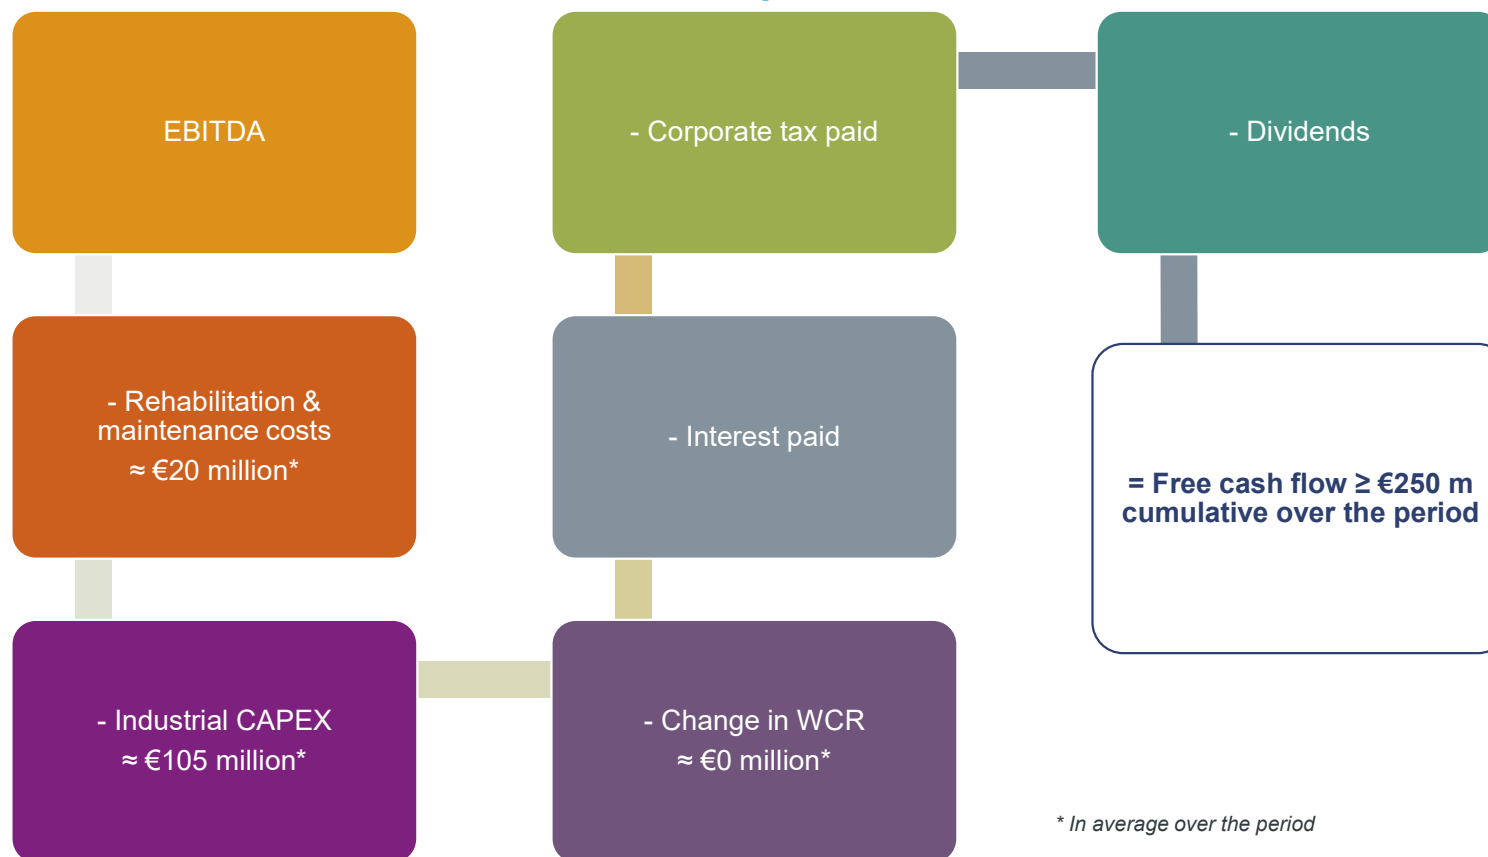 EBITDA
- Rehabilitation &
maintenance costs
≈ €20 million*
- Industrial CAPEX
≈ €105 million*
- Change in WCR
≈ €0 million*
- Interest paid
- Corporate tax paid
- Dividends
= Free cash flow ≥ €250 m
cumulative over the period
* In average over the period